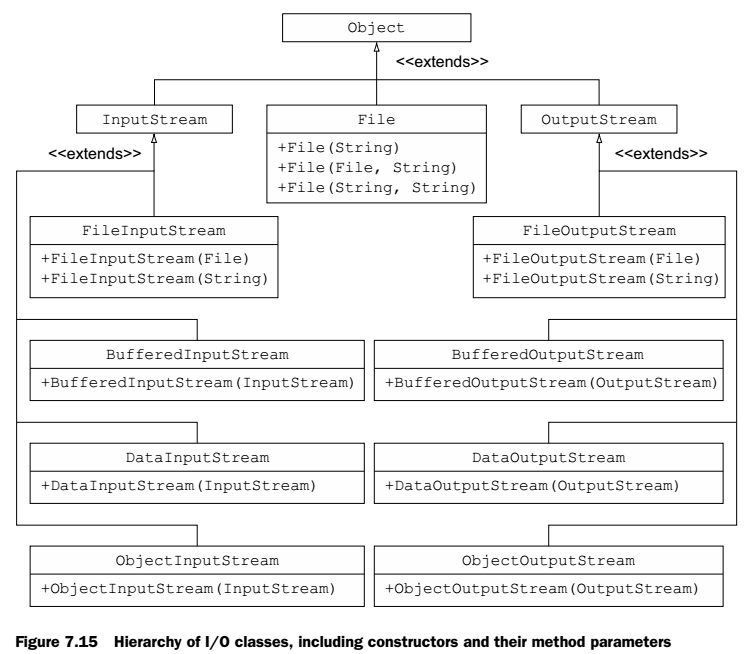 Object
<<extends>>
InputStream
File
+File(String)
+File(File, String)
+File(String, String)
OutputStream
<<extends>>
<<extends>>
FileInputStream
+FileInputStream(File)
+FileInputStream(String)
FileOutputStream
+FileOutputStream(File)
+FileOutputStream(String)
BufferedInputStream
+BufferedInputStream(InputStream)
BufferedOutputStream
+BufferedOutputStream(OutputStream)
DataInputStream
+DataInputStream(InputStream)
DataOutputStream
+DataOutputStream(OutputStream)
ObjectInputStream
+ObjectInputStream(InputStream)
ObjectOutputStream
+ObjectOutputStream(OutputStream)
Figure 7.15 Hierarchy of I/O classes, including constructors and their method parameters